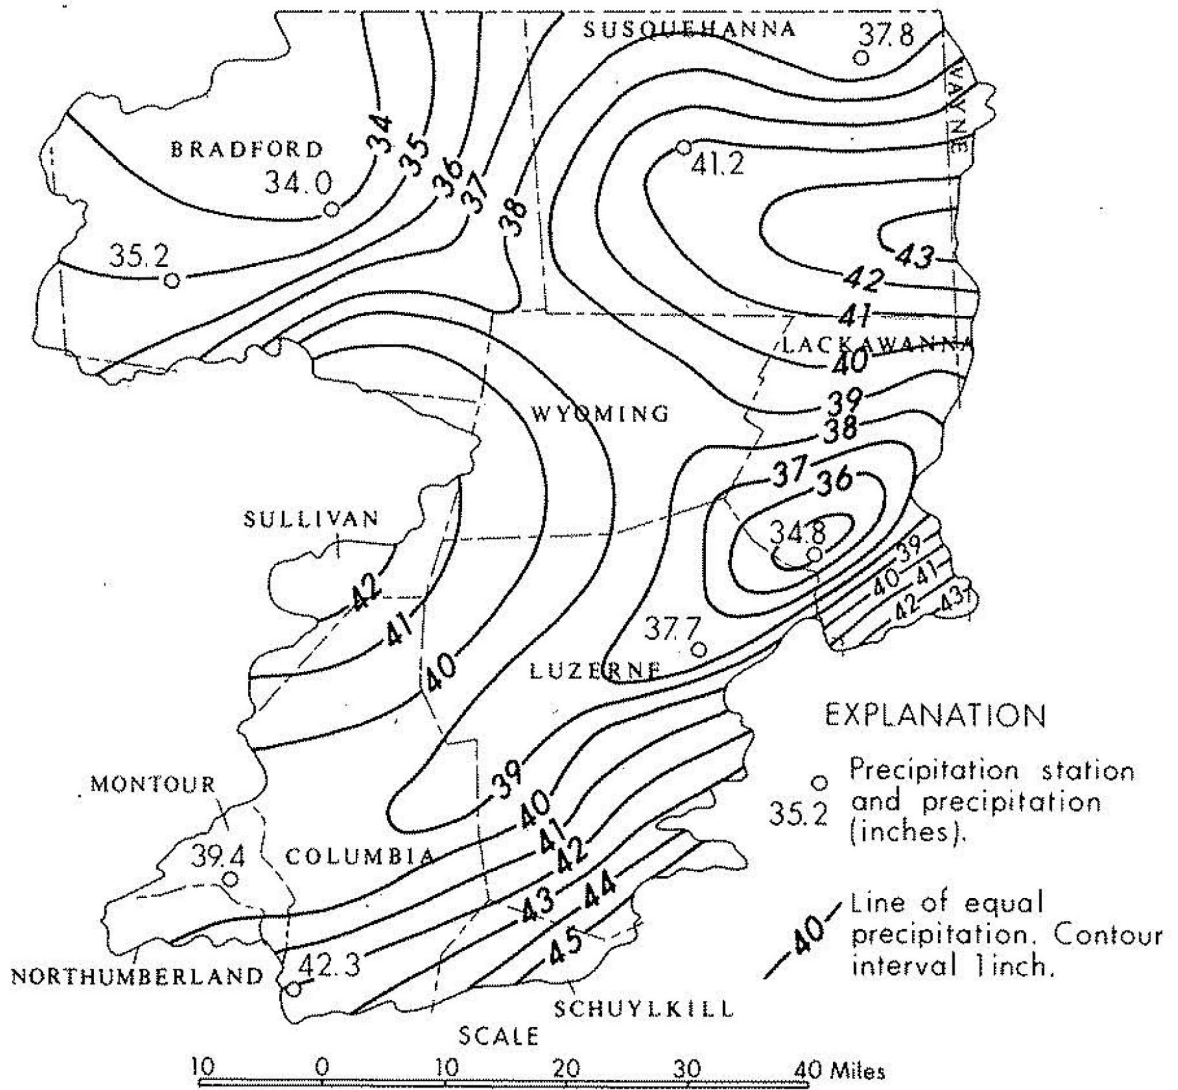 SUSQUEHANNA
37.8
WAYNE
BRADFORD
34.0
34
35
36
37
38
41.2
35.2
43
42
41
LACKAWANNA
40
39
38
WYOMING
37
36
SULLIVAN
34.8
39
40
41
42
43
42
41
40
37.7
LUZERNE
EXPLANATION
MONTOUR
39
40
41
42
35.2
Precipitation station
and precipitation
(inches).
39.4
COLUMBIA
43
44
45
40
Line of equal
precipitation. Contour
interval 1inch.
NORTHUMBERLAND
42.3
SCHUYLKILL
SCALE
10 0 10 20 30 40 Miles